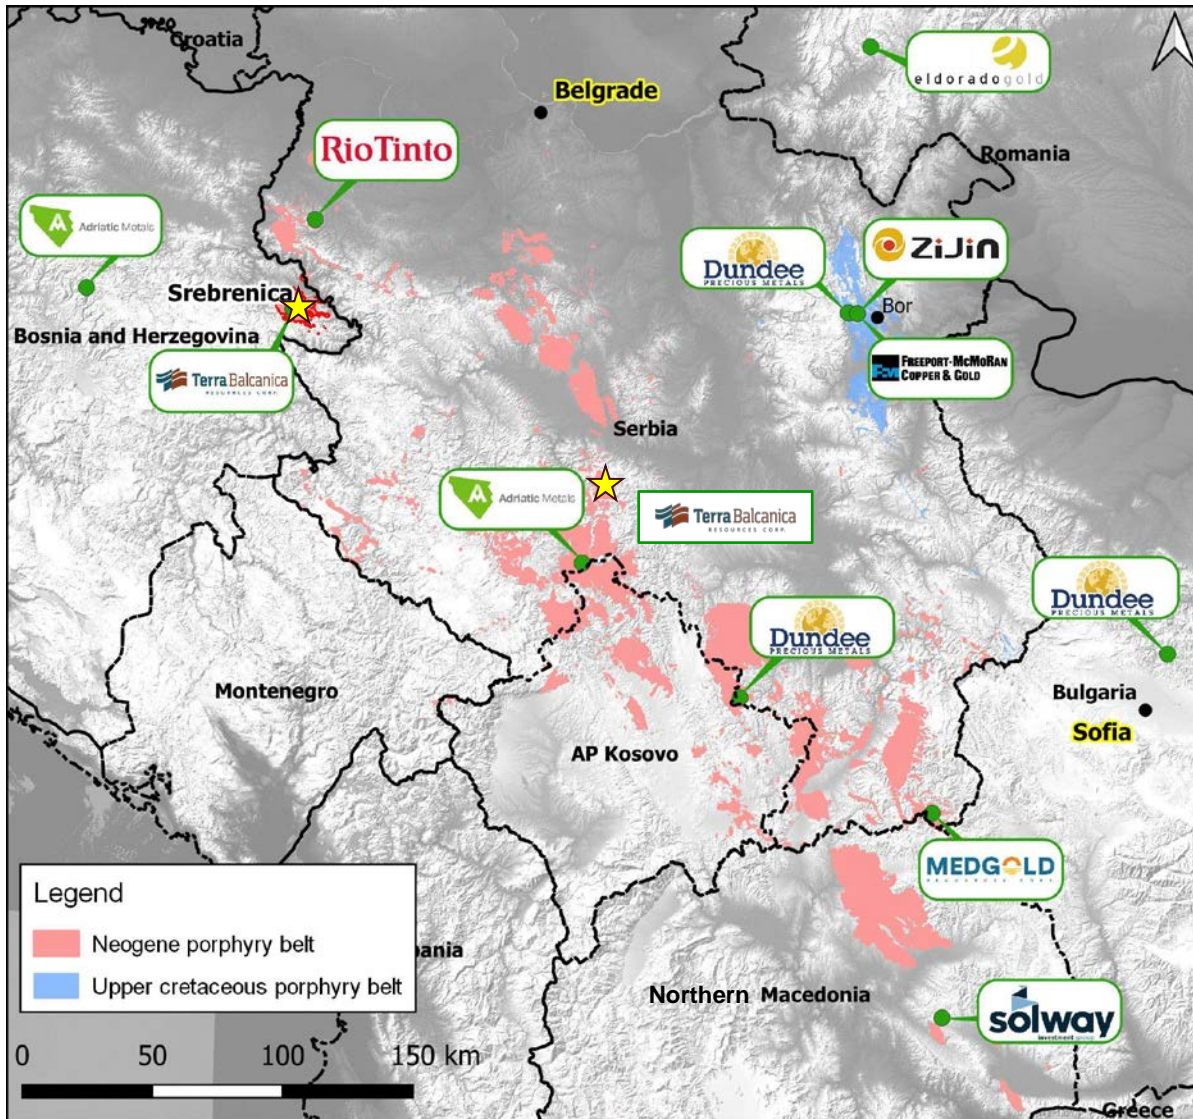 Croatia
eldorado gold
Belgrade
Romania
RioTinto
Adriatic Metals
ZiJin
Dundee
PRECIOUS METALS
Srebrenica
Bor
Bosnia and Herzegovina
FCX
FREEPORT-MCMORAN
COPPER & GOLD
TerraBalcanica
RESOURCES CORP.
Serbia
Adriatic Metals
TerraBalcanica
RESOURCES CORP.
Dundee
PRECIOUS METALS
Dundee
PRECIOUS METALS
Montenegro
Bulgaria
Sofia
AP Kosovo
MEDGOLD
RESOURCES CORP.
Legend
Neogene porphyry belt
Upper cretaceous porphyry belt
bania
Northern Macedonia
solway
investment group
0 50 100 150 km
Greece